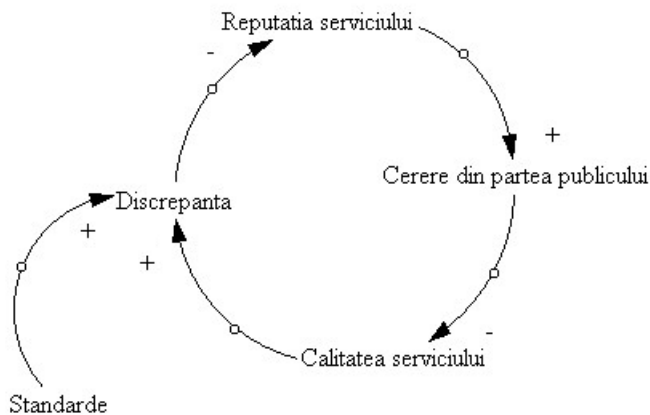 Reputatia serviciului
-
+
Cerere din partea publicului
Discrepanta
+
+
-
Calitatea serviciului
Standarde